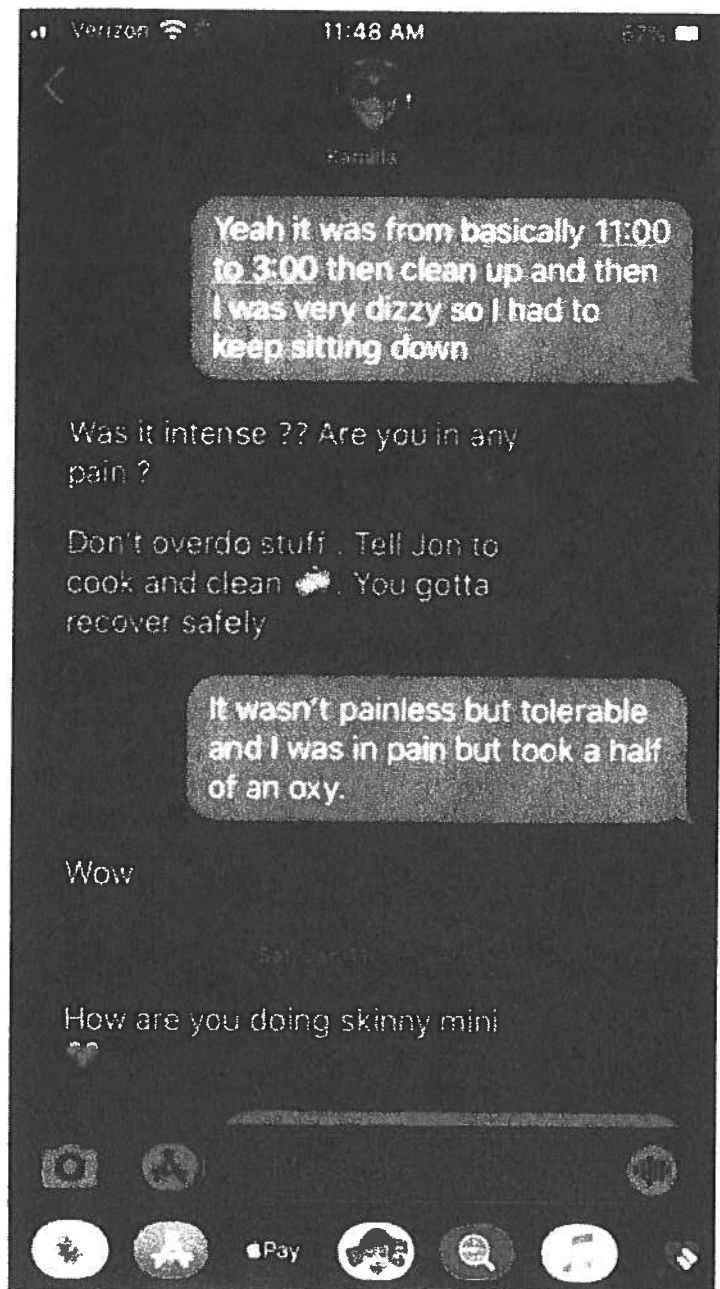 Verizon 11:48 AM 67%
Yeah it was from basically 11:00
to 3:00 then clean up and then
I was very dizzy so I had to
keep sitting down
Was it intense ?? Are you in any
pain ?
Don't overdo stuff . Tell Jon to
cook and clean . You gotta
recover safely
It wasn't painless but tolerable
and I was in pain but took a half
of an oxy.
Wow
How are you doing skinny mini
Pay